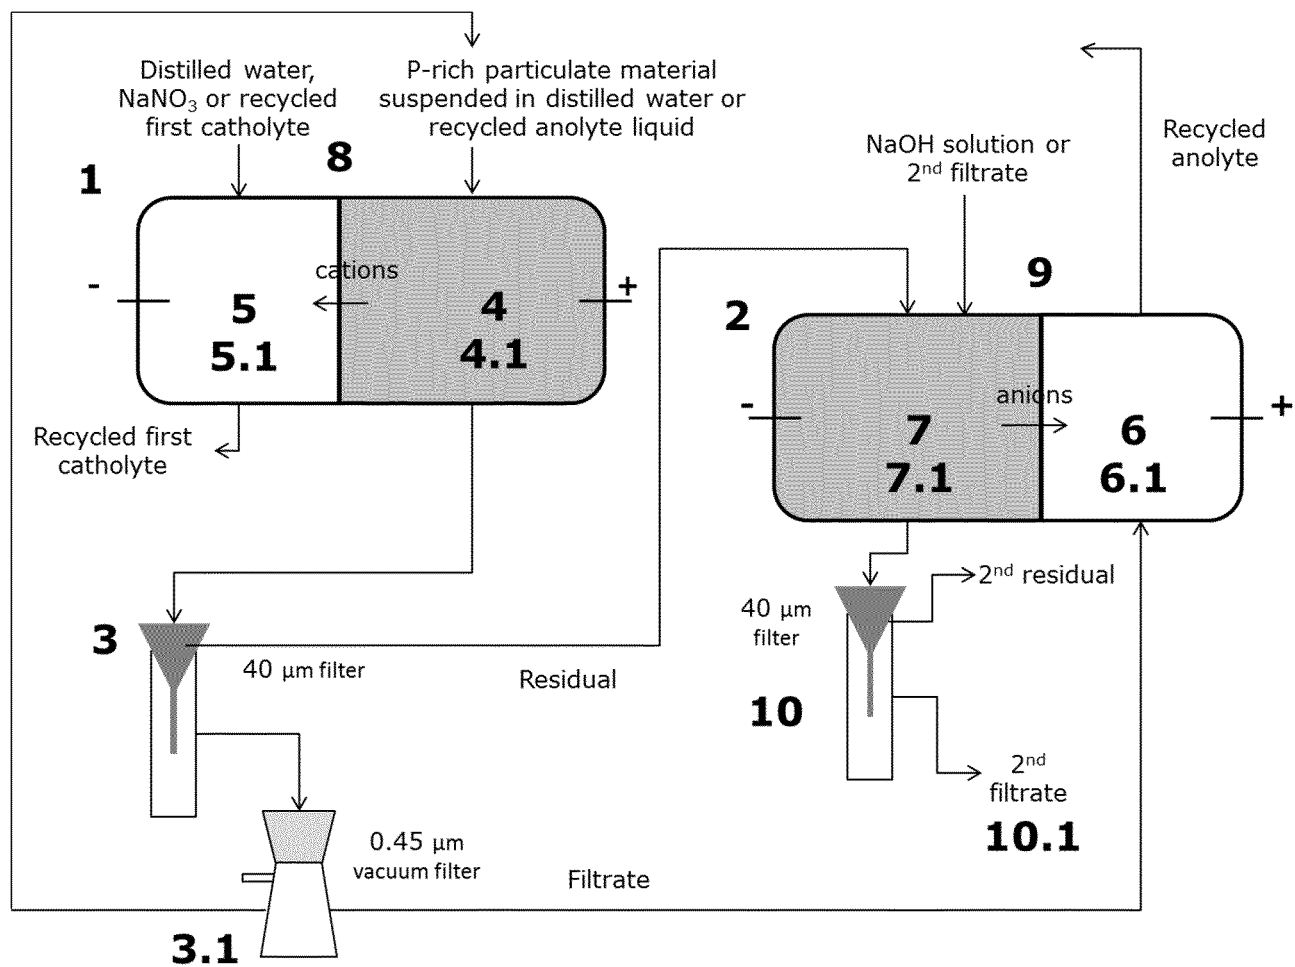 Distilled water,
NaNO₃ or recycled
first catholyte
P-rich particulate material
suspended in distilled water or
recycled anolyte liquid
1
8
cations
-
+
5
5.1
4
4.1
Recycled first
catholyte
NaOH solution or
2ⁿᵈ filtrate
Recycled
anolyte
9
2
anions
-
+
7
7.1
6
6.1
3
40 µm filter
Residual
0.45 µm
vacuum filter
Filtrate
3.1
40 µm
filter
2ⁿᵈ residual
10
2ⁿᵈ
filtrate
10.1